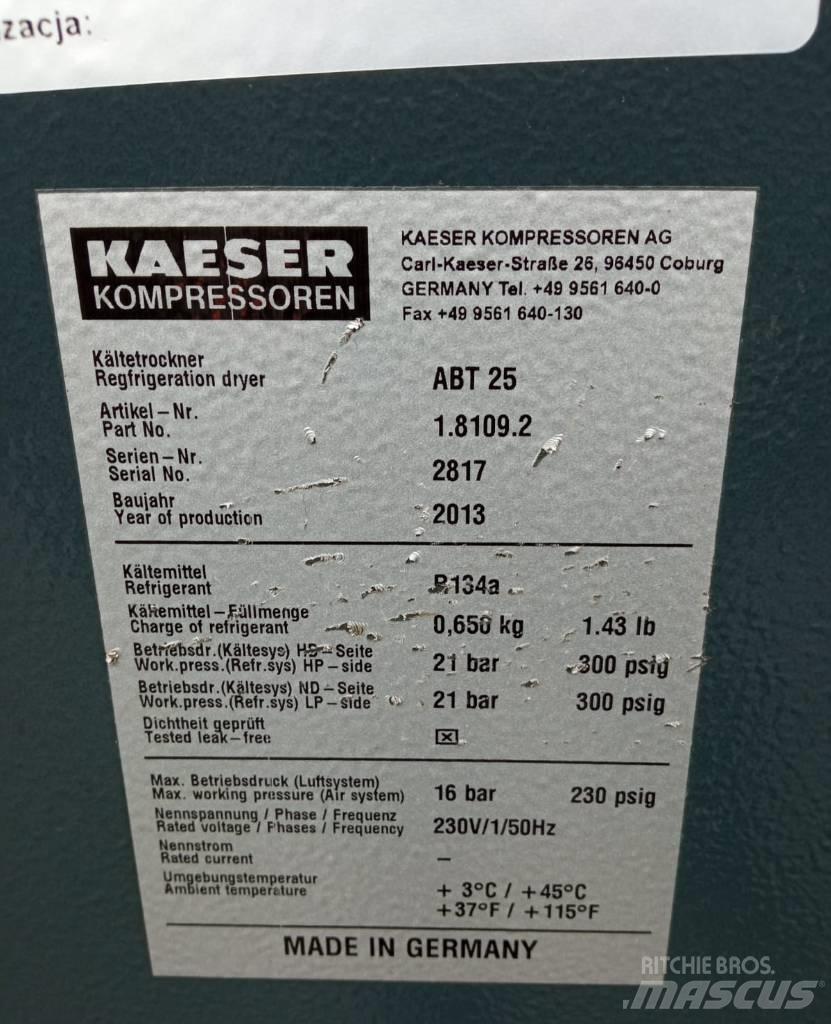 zacja:
KAESER
KOMPRESSOREN
KAESER KOMPRESSOREN AG
Carl-Kaeser-Straße 26, 96450 Coburg
GERMANY Tel. +49 9561 640-0
Fax +49 9561 640-130
Kältetrockner
Regfrigeration dryer ABT 25
Artikel-Nr.
Part No. 1.8109.2
Serien-Nr.
Serial No. 2817
Baujahr
Year of production 2013
Kältemittel
Refrigerant R134a
Kältemittel-Füllmenge
Charge of refrigerant 0,650 kg 1.43 lb
Betriebsdr.(Kältesys) HD-Seite
Work.press.(Refr.sys) HP-side 21 bar 300 psig
Betriebsdr.(Kältesys) ND-Seite
Work.press.(Refr.sys) LP-side 21 bar 300 psig
Dichtheit geprüft
Tested leak-free ☒
Max. Betriebsdruck (Luftsystem)
Max. working pressure (Air system) 16 bar 230 psig
Nennspannung / Phase / Frequenz
Rated voltage / Phases / Frequency 230V/1/50Hz
Nennstrom
Rated current –
Umgebungstemperatur
Ambient temperature + 3°C / +45°C
+37°F / +115°F
MADE IN GERMANY
RITCHIE BROS.
MASCUS